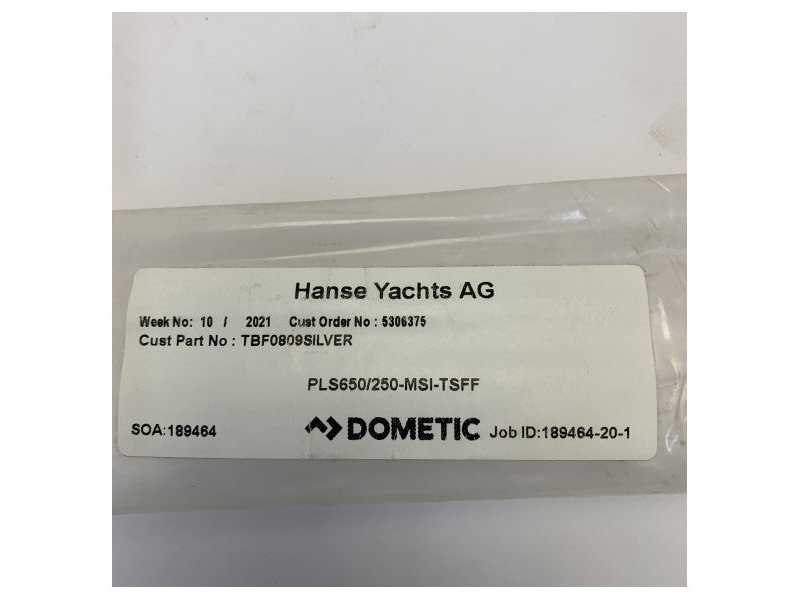 Hanse Yachts AG
Week No: 10 / 2021 Cust Order No : 5306375
Cust Part No : TBF0809SILVER
PLS650/250-MSI-TSFF
SOA:189464 DOMETIC Job ID:189464-20-1